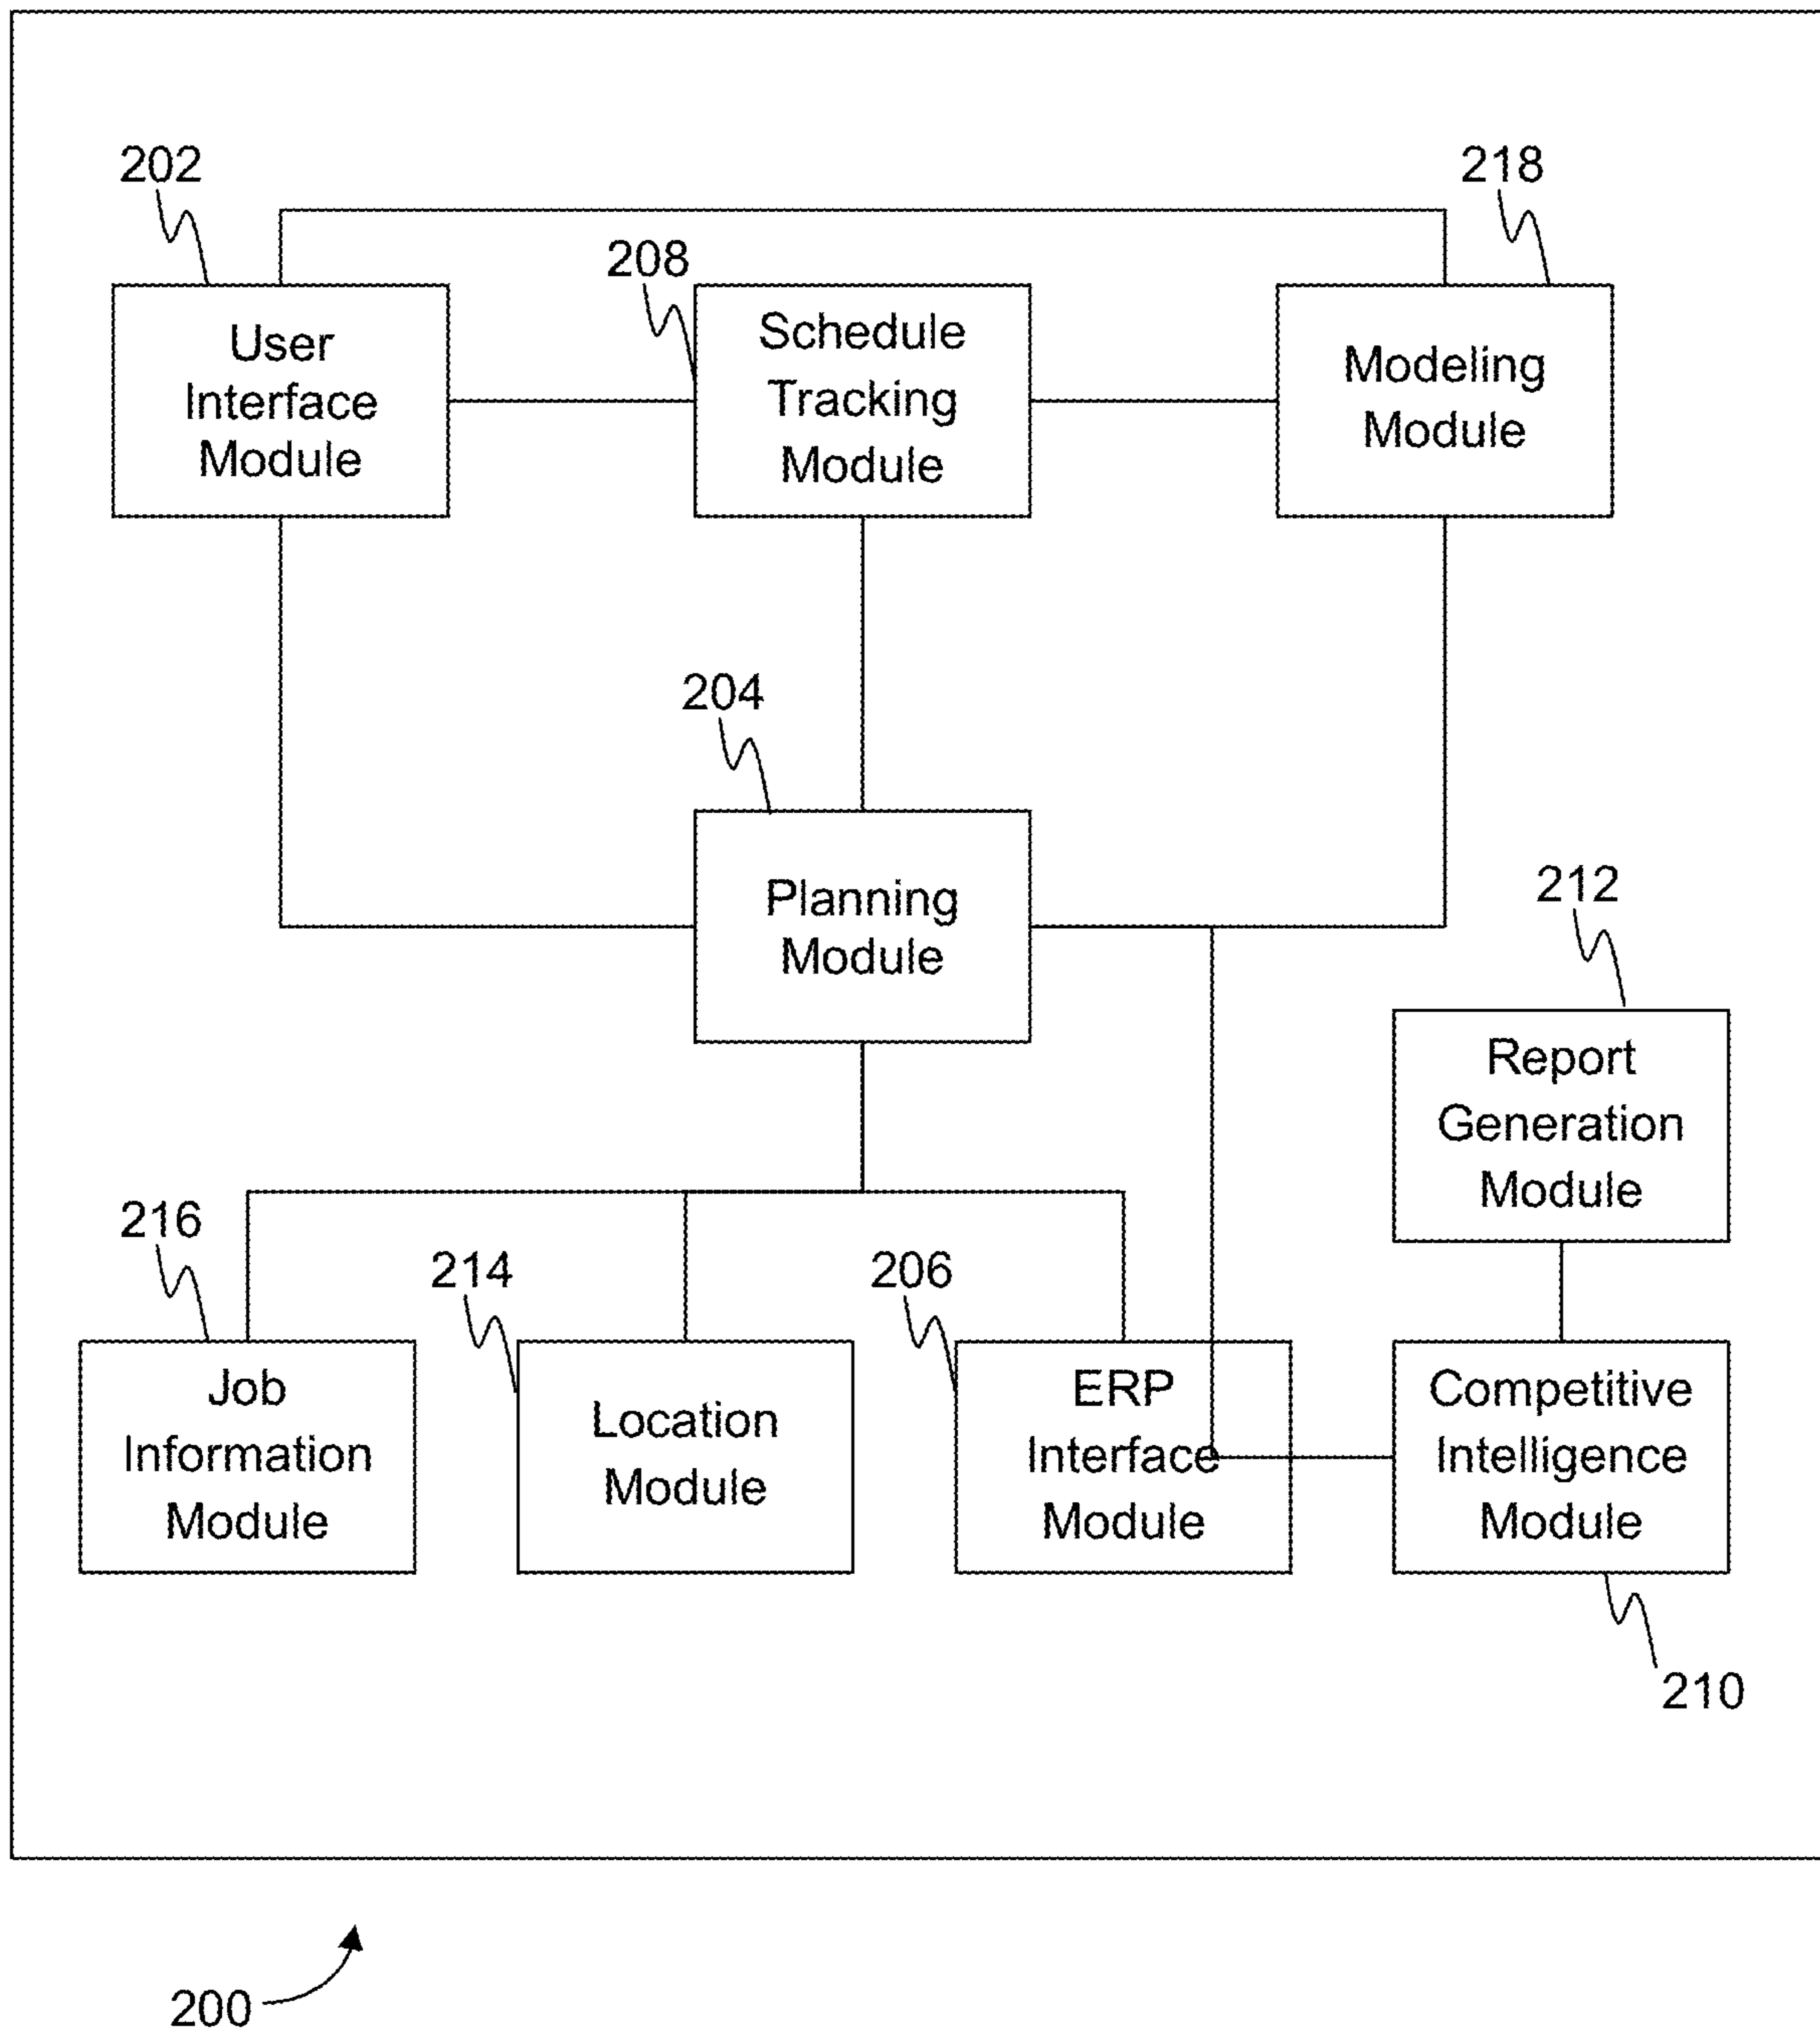 202
218
208
User
Interface
Module
Schedule
Tracking
Module
Modeling
Module
204
Planning
Module
212
Report
Generation
Module
216
214
206
Job
Information
Module
Location
Module
ERP
Interface
Module
Competitive
Intelligence
Module
210
200